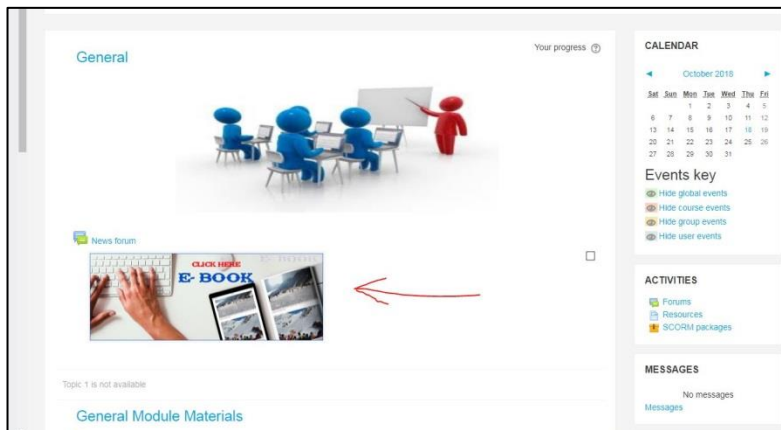 General
Your progress
News forum
CLICK HERE
E- BOOK
E- BOOK
Topic 1 is not available
General Module Materials
CALENDAR
◄ October 2018 ►
Sat Sun Mon Tue Wed Thu Fri
1 2 3 4 5
6 7 8 9 10 11 12
13 14 15 16 17 18 19
20 21 22 23 24 25 26
27 28 29 30 31
Events key
Hide global events
Hide course events
Hide group events
Hide user events
ACTIVITIES
Forums
Resources
SCORM packages
MESSAGES
No messages
Messages